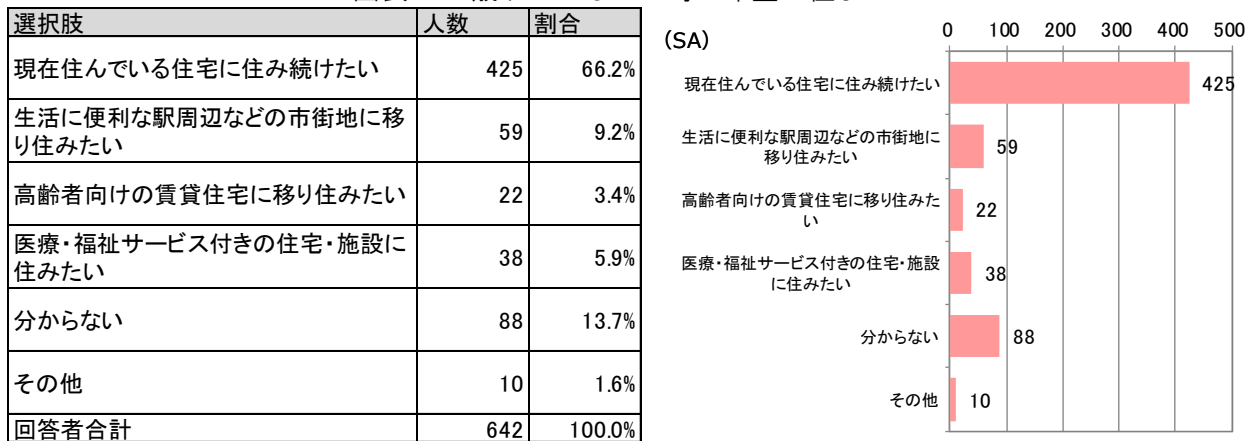 選択肢 人数 割合
現在住んでいる住宅に住み続けたい 425 66.2%
生活に便利な駅周辺などの市街地に移
り住みたい 59 9.2%
高齢者向けの賃貸住宅に移り住みたい 22 3.4%
医療・福祉サービス付きの住宅・施設に
住みたい 38 5.9%
分からない 88 13.7%
その他 10 1.6%
回答者合計 642 100.0%
(SA)
0 100 200 300 400 500
現在住んでいる住宅に住み続けたい 425
生活に便利な駅周辺などの市街地に
移り住みたい 59
高齢者向けの賃貸住宅に移り住みた
い 22
医療・福祉サービス付きの住宅・施設
に住みたい 38
分からない 88
その他 10